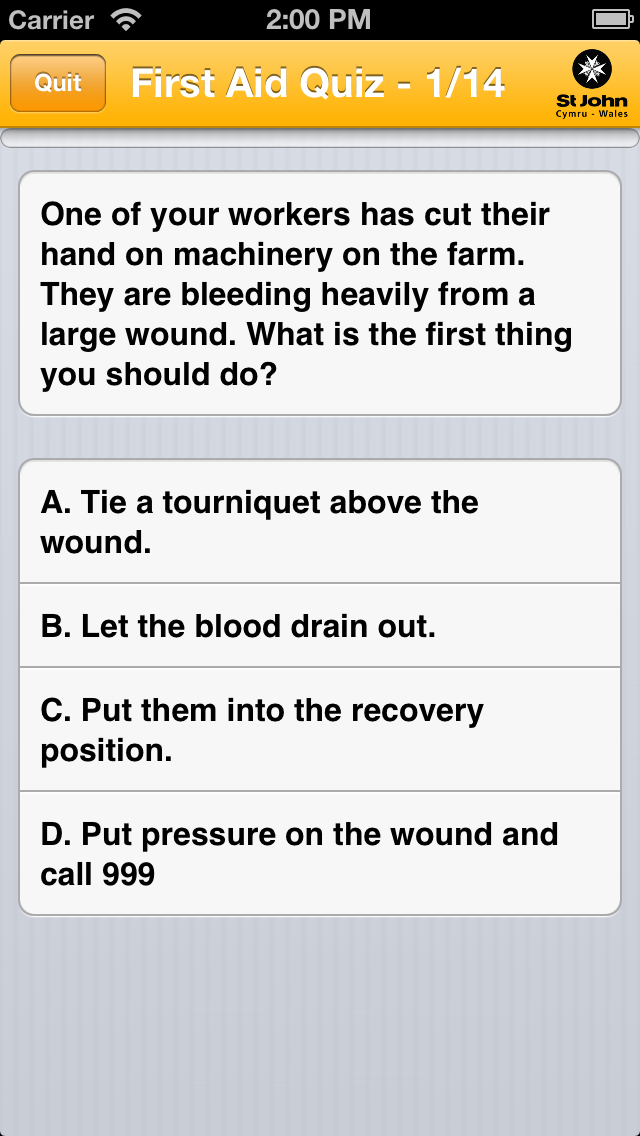 Carrier 2:00 PM
Quit First Aid Quiz - 1/14
St John
Cymru - Wales
One of your workers has cut their
hand on machinery on the farm.
They are bleeding heavily from a
large wound. What is the first thing
you should do?
A. Tie a tourniquet above the
wound.
B. Let the blood drain out.
C. Put them into the recovery
position.
D. Put pressure on the wound and
call 999